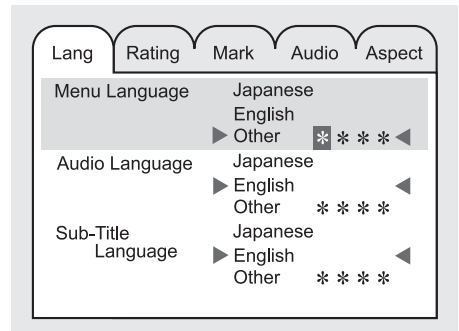 Lang Rating Mark Audio Aspect
Menu Language Japanese
English
Other * * * *
Audio Language Japanese
English
Other * * * *
Sub-Title Japanese
Language English
Other * * * *